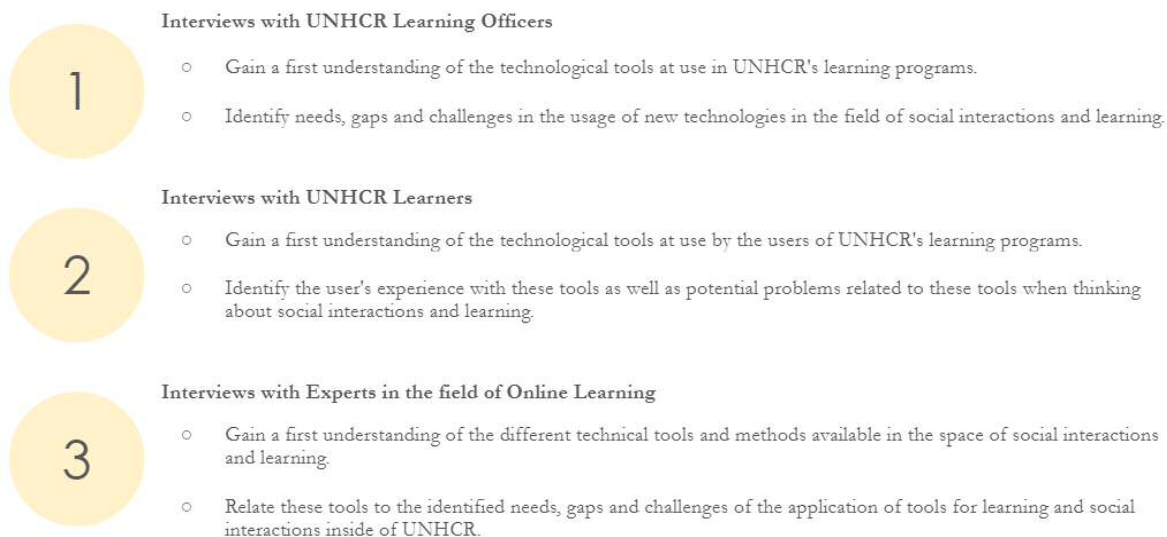 Interviews with UNHCR Learning Officers
1
○ Gain a first understanding of the technological tools at use in UNHCR's learning programs.
○ Identify needs, gaps and challenges in the usage of new technologies in the field of social interactions and learning.
Interviews with UNHCR Learners
2
○ Gain a first understanding of the technological tools at use by the users of UNHCR's learning programs.
○ Identify the user's experience with these tools as well as potential problems related to these tools when thinking
about social interactions and learning.
Interviews with Experts in the field of Online Learning
3
○ Gain a first understanding of the different technical tools and methods available in the space of social interactions
and learning.
○ Relate these tools to the identified needs, gaps and challenges of the application of tools for learning and social
interactions inside of UNHCR.